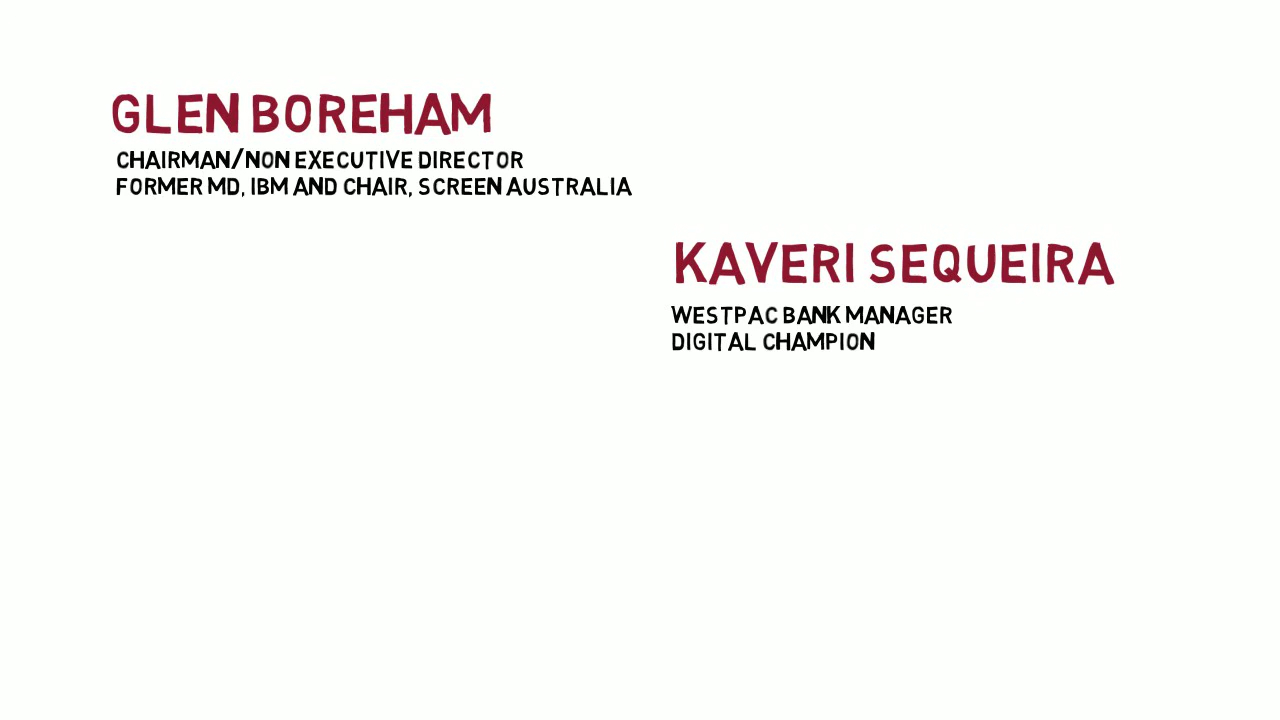 GLEN BOREHAM
CHAIRMAN/NON EXECUTIVE DIRECTOR
FORMER MD, IBM AND CHAIR, SCREEN AUSTRALIA
KAVERI SEQUEIRA
WESTPAC BANK MANAGER
DIGITAL CHAMPION